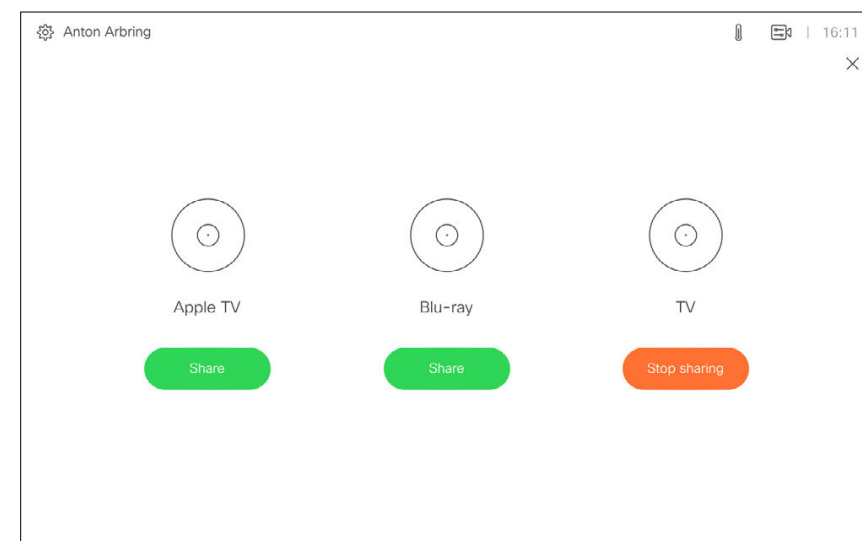 Anton Arbring
| 16:11
Apple TV
Blu-ray
TV
Share
Share
Stop sharing